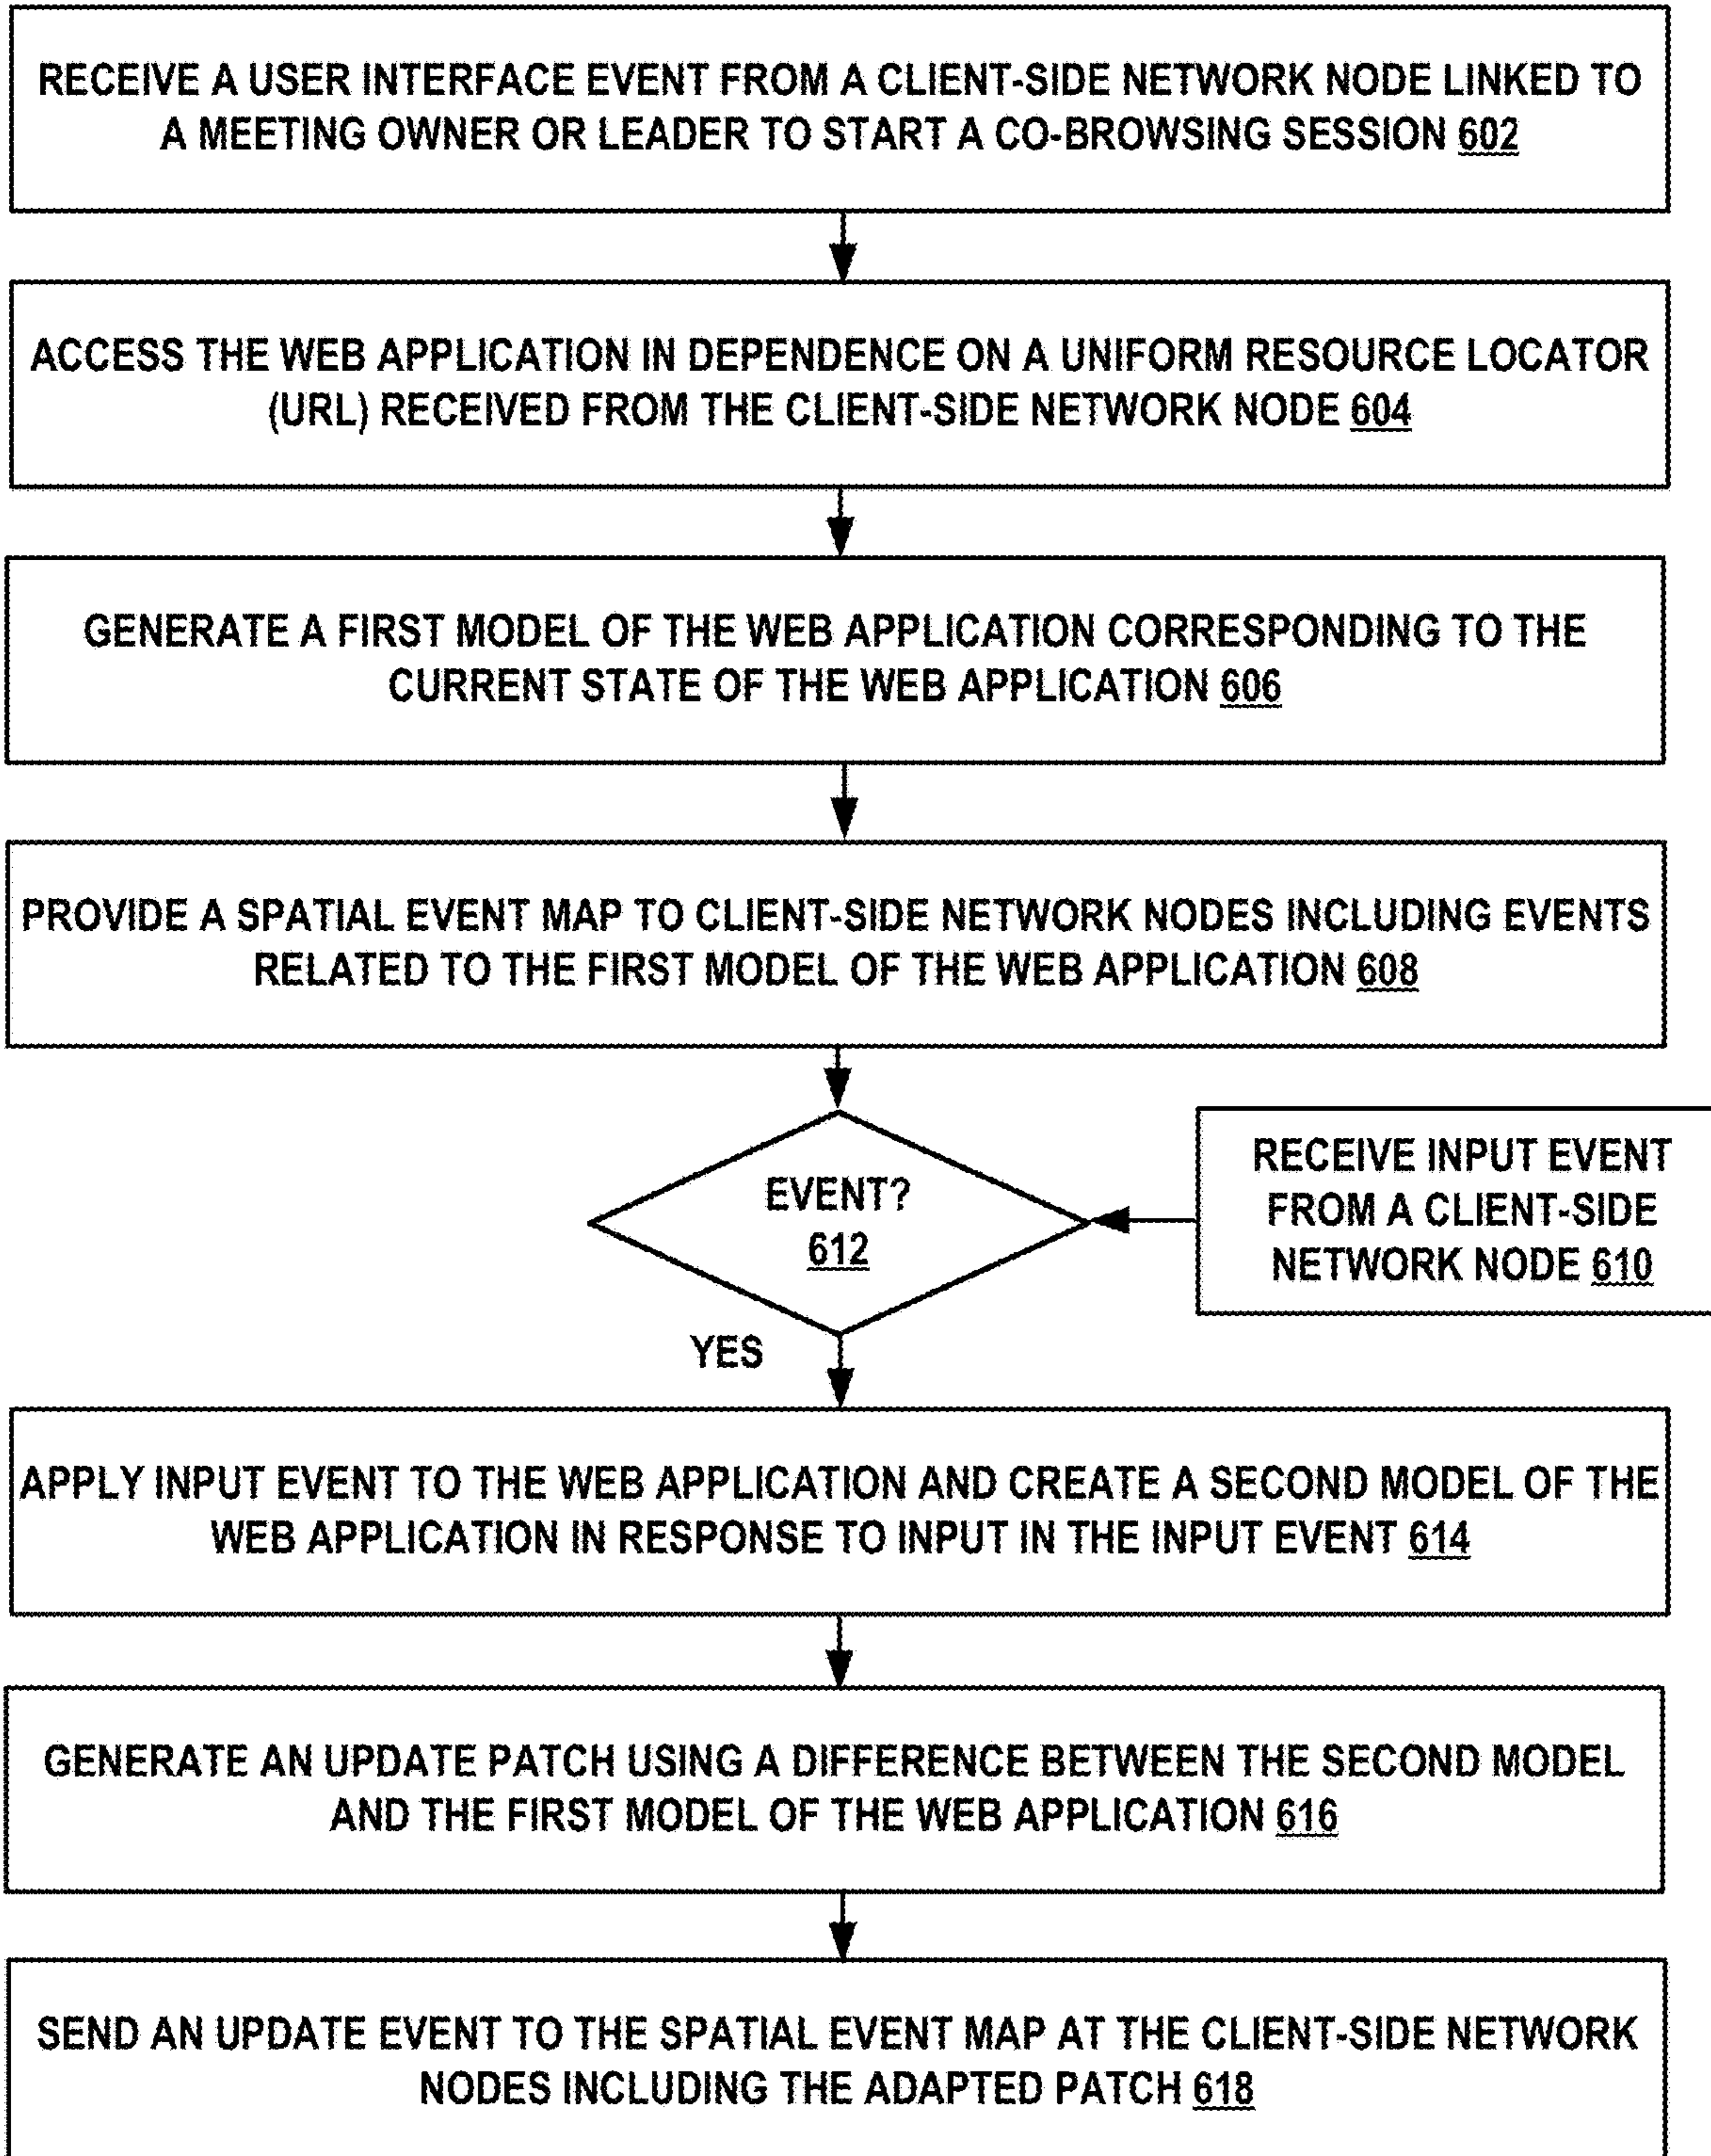 RECEIVE A USER INTERFACE EVENT FROM A CLIENT-SIDE NETWORK NODE LINKED TO
A MEETING OWNER OR LEADER TO START A CO-BROWSING SESSION 602
ACCESS THE WEB APPLICATION IN DEPENDENCE ON A UNIFORM RESOURCE LOCATOR
(URL) RECEIVED FROM THE CLIENT-SIDE NETWORK NODE 604
GENERATE A FIRST MODEL OF THE WEB APPLICATION CORRESPONDING TO THE
CURRENT STATE OF THE WEB APPLICATION 606
PROVIDE A SPATIAL EVENT MAP TO CLIENT-SIDE NETWORK NODES INCLUDING EVENTS
RELATED TO THE FIRST MODEL OF THE WEB APPLICATION 608
EVENT?
612
RECEIVE INPUT EVENT
FROM A CLIENT-SIDE
NETWORK NODE 610
YES
APPLY INPUT EVENT TO THE WEB APPLICATION AND CREATE A SECOND MODEL OF THE
WEB APPLICATION IN RESPONSE TO INPUT IN THE INPUT EVENT 614
GENERATE AN UPDATE PATCH USING A DIFFERENCE BETWEEN THE SECOND MODEL
AND THE FIRST MODEL OF THE WEB APPLICATION 616
SEND AN UPDATE EVENT TO THE SPATIAL EVENT MAP AT THE CLIENT-SIDE NETWORK
NODES INCLUDING THE ADAPTED PATCH 618